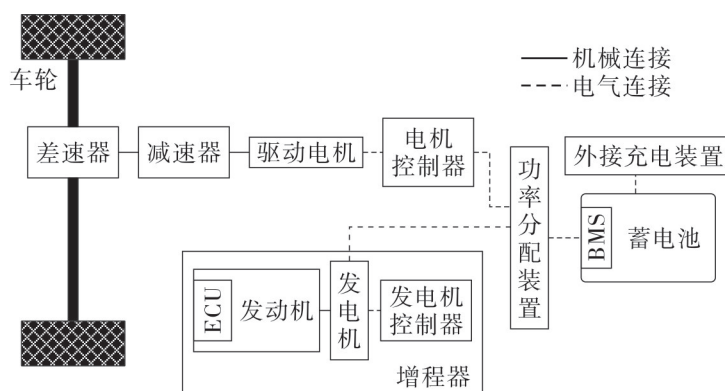 车轮
机械连接
电气连接
差速器
减速器
驱动电机
电机
控制器
功率分配装置
外接充电装置
BMS
蓄电池
ECU
发动机
发电机
发电机
控制器
增程器